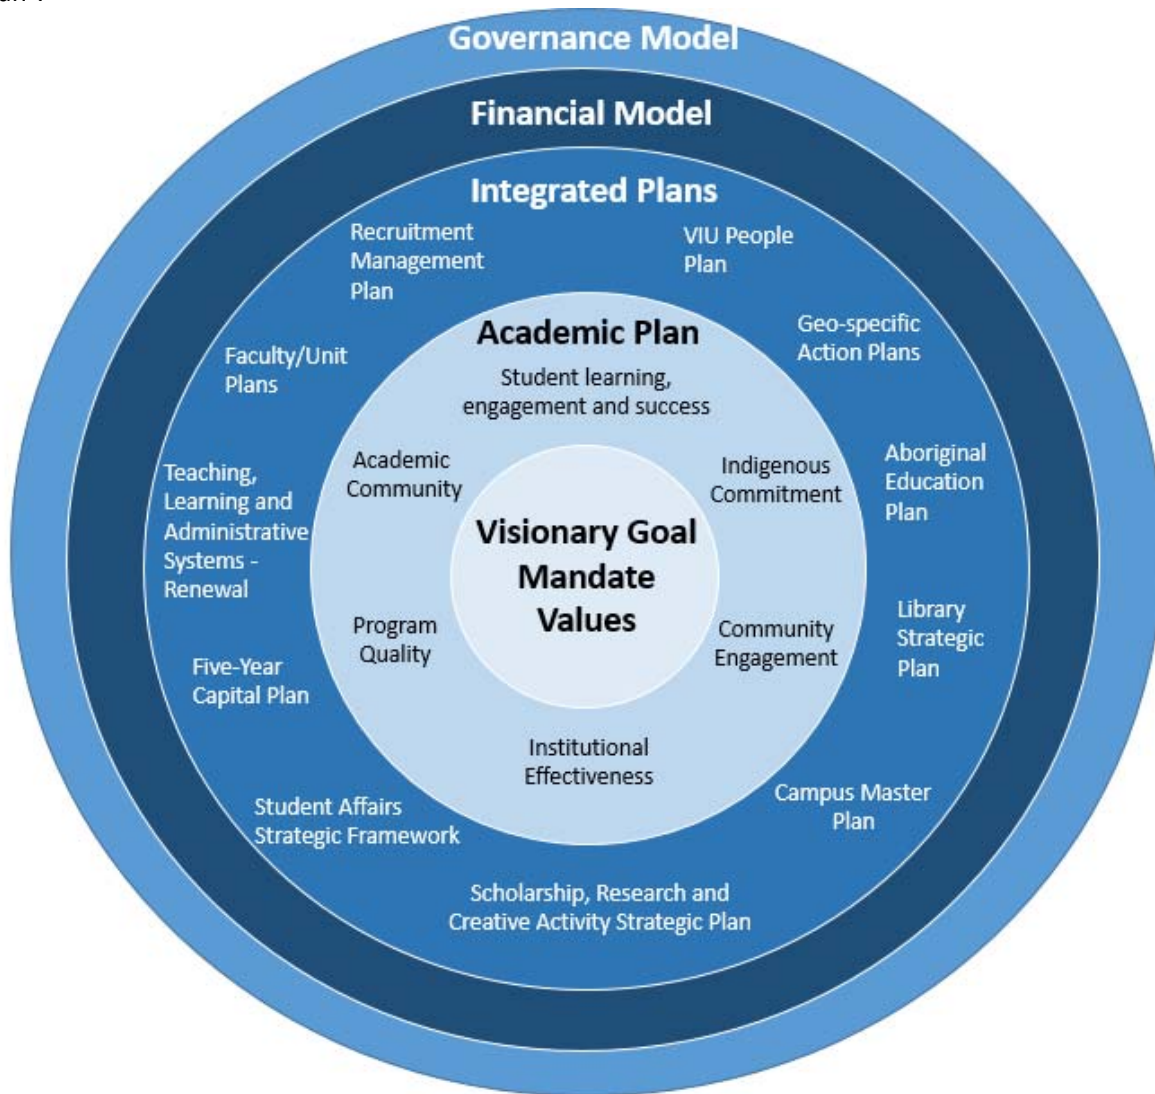 Governance Model
Financial Model
Integrated Plans
Recruitment
Management
Plan
VIU People
Plan
Geo-specific
Action Plans
Faculty/Unit
Plans
Academic Plan
Student learning,
engagement and success
Academic
Community
Indigenous
Commitment
Aboriginal
Education
Plan
Teaching,
Learning and
Administrative
Systems -
Renewal
Visionary Goal
Mandate
Values
Program
Quality
Community
Engagement
Library
Strategic
Plan
Five-Year
Capital Plan
Institutional
Effectiveness
Student Affairs
Strategic Framework
Campus Master
Plan
Scholarship, Research and
Creative Activity Strategic Plan